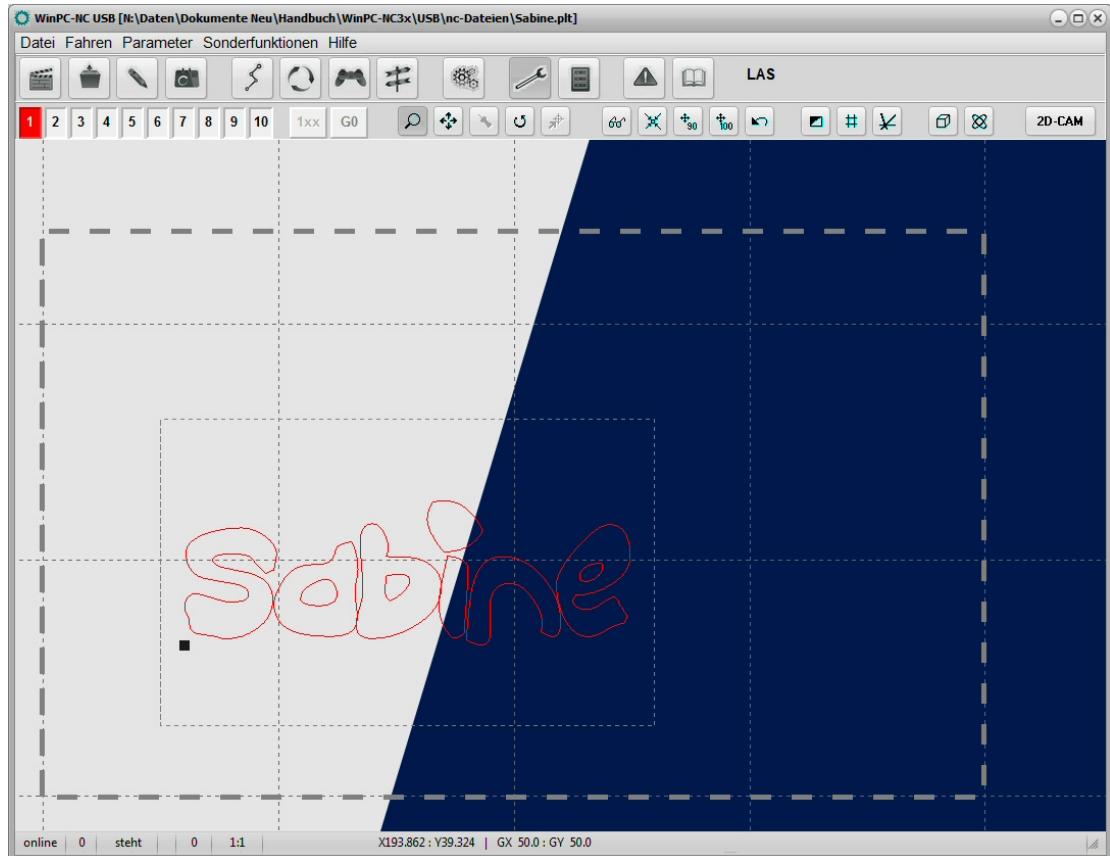 WinPC-NC USB [N:\Daten\Dokumente Neu\Handbuch\WinPC-NC3x\USB\nc-Dateien\Sabine.plt]
Datei Fahren Parameter Sonderfunktionen Hilfe
LAS
1 2 3 4 5 6 7 8 9 10 1xx G0 90 100 2D-CAM
Sabine
online 0 steht 0 1:1 X193.862 : Y39.324 | GX 50.0 : GY 50.0